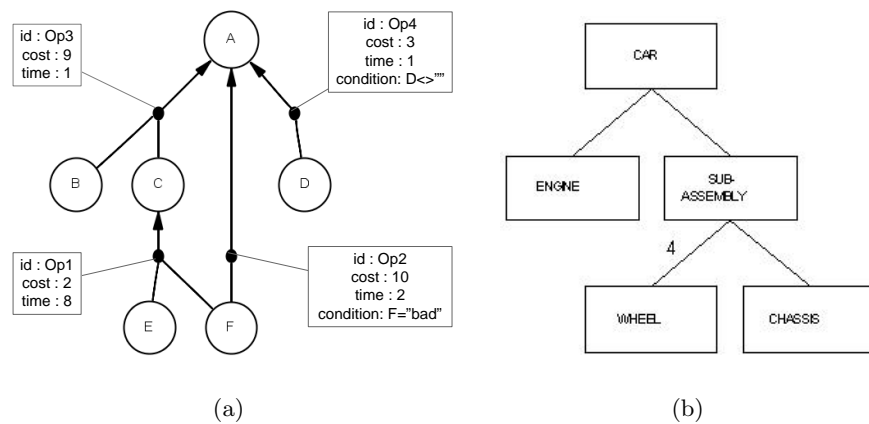 id : Op3
cost : 9
time : 1
A
id : Op4
cost : 3
time : 1
condition: D<>""
B
C
D
id : Op1
cost : 2
time : 8
id : Op2
cost : 10
time : 2
condition: F="bad"
E
F
(a)
CAR
ENGINE
SUB-
ASSEMBLY
4
WHEEL
CHASSIS
(b)